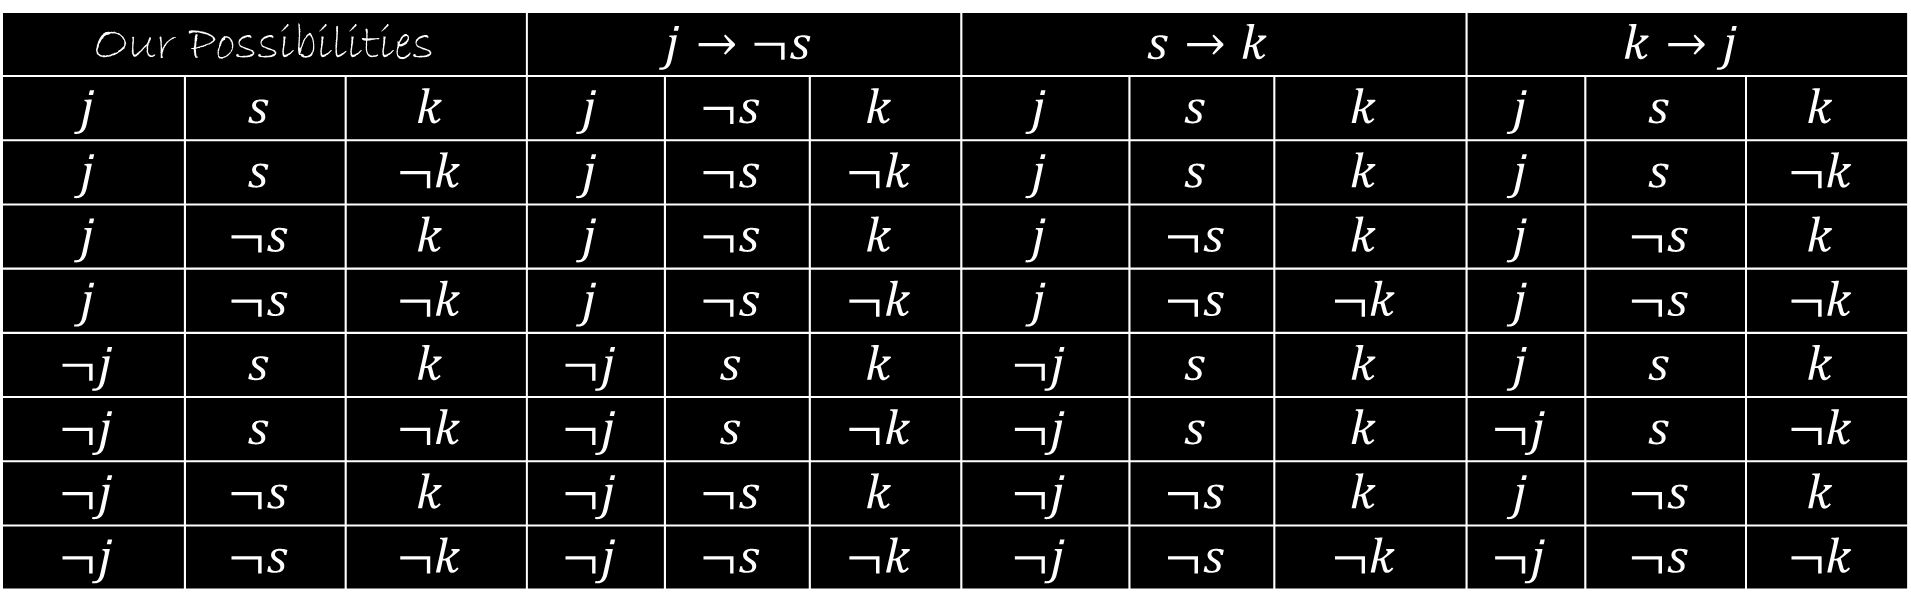 Our Possibilities j → ¬s s → k k → j
j s k j ¬s k j s k j s k
j s ¬k j ¬s ¬k j s k j s ¬k
j ¬s k j ¬s k j ¬s k j ¬s k
j ¬s ¬k j ¬s ¬k j ¬s ¬k j ¬s ¬k
¬j s k ¬j s k ¬j s k j s k
¬j s ¬k ¬j s ¬k ¬j s k ¬j s ¬k
¬j ¬s k ¬j ¬s k ¬j ¬s k j ¬s k
¬j ¬s ¬k ¬j ¬s ¬k ¬j ¬s ¬k ¬j ¬s ¬k